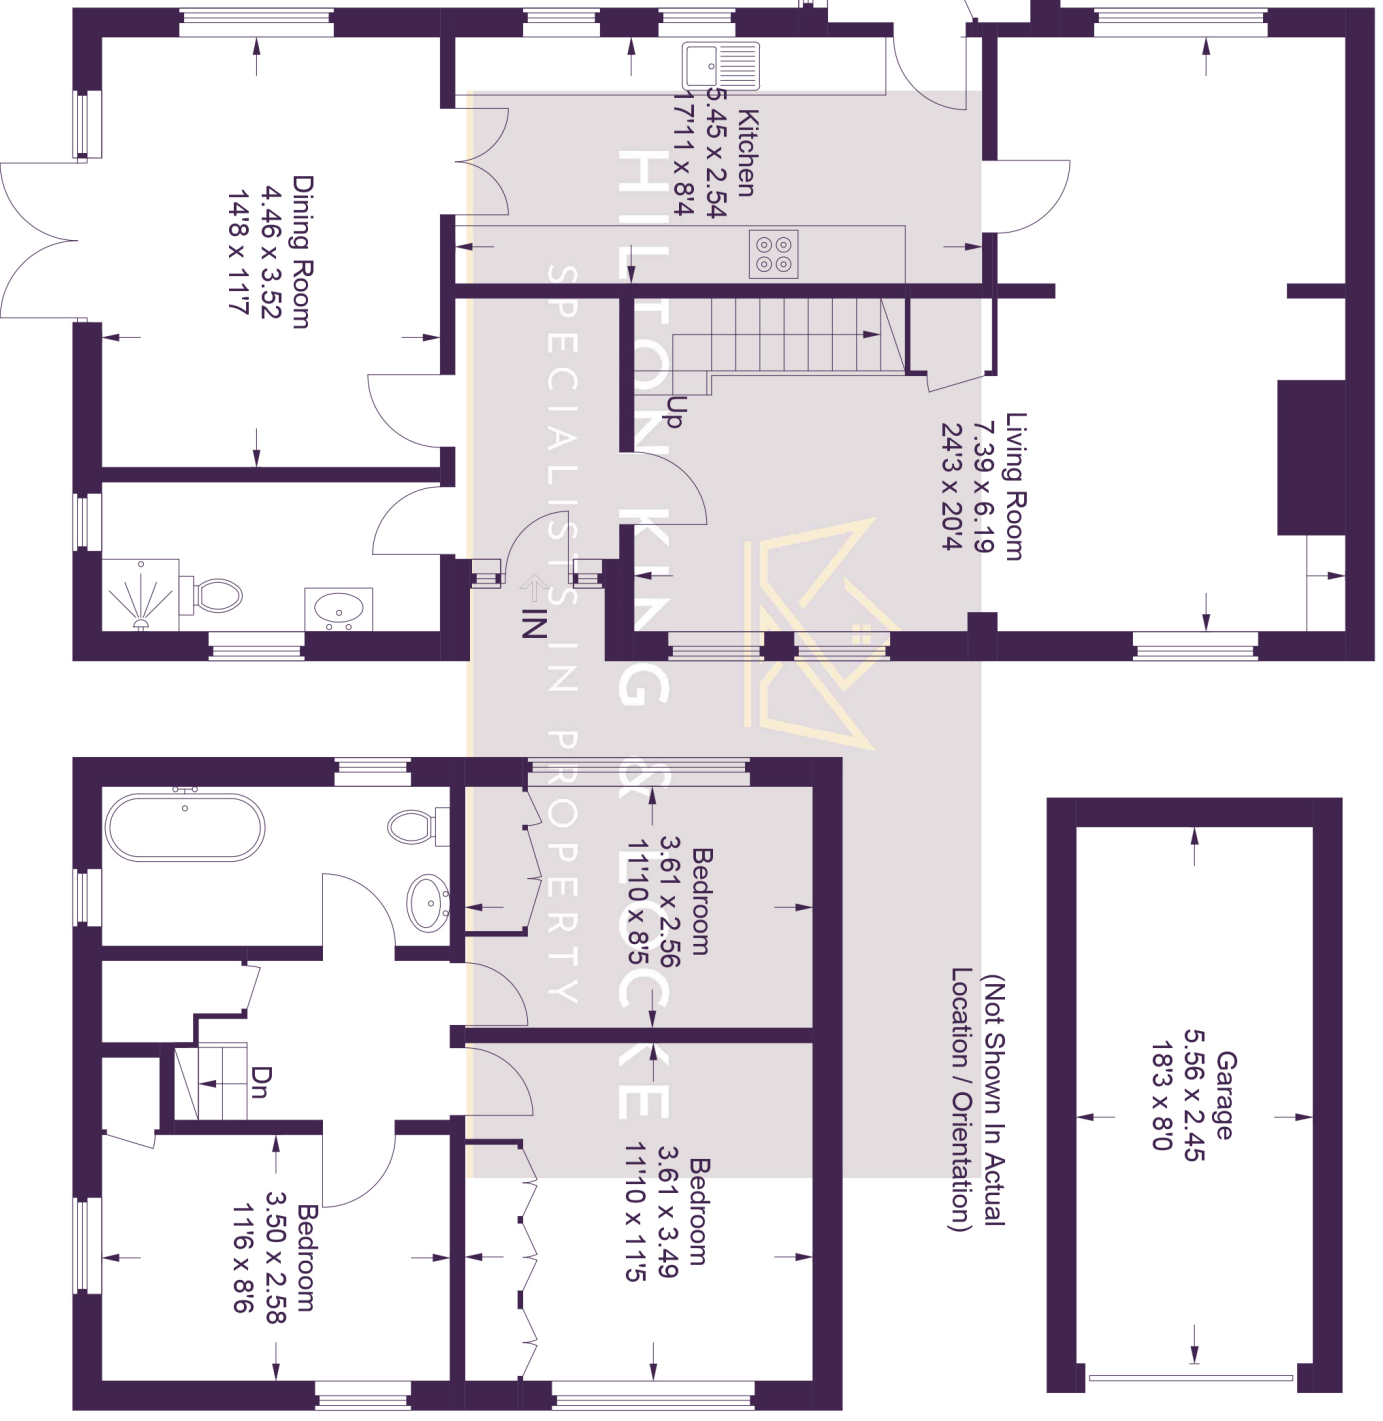 Kitchen
5.45 x 2.54
17'11 x 8'4
Dining Room
4.46 x 3.52
14'8 x 11'7
Living Room
7.39 x 6.19
24'3 x 20'4
Up
IN
HILTON KING & LOCKE
SPECIALISTS IN PROPERTY
Bedroom
3.61 x 2.56
11'10 x 8'5
Bedroom
3.61 x 3.49
11'10 x 11'5
Bedroom
3.50 x 2.58
11'6 x 8'6
Dn
Garage
5.56 x 2.45
18'3 x 8'0
(Not Shown In Actual
Location / Orientation)